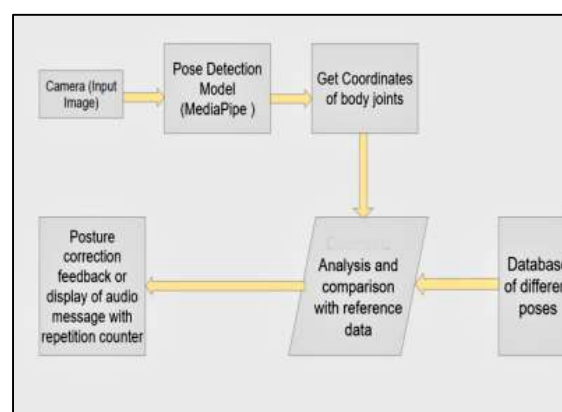 Camera (Input
Image)
Pose Detection
Model
(MediaPipe )
Get Coordinates
of body joints
Posture
correction
feedback or
display of audio
message with
repetition counter
Analysis and
comparison
with reference
data
Database
of differen
poses